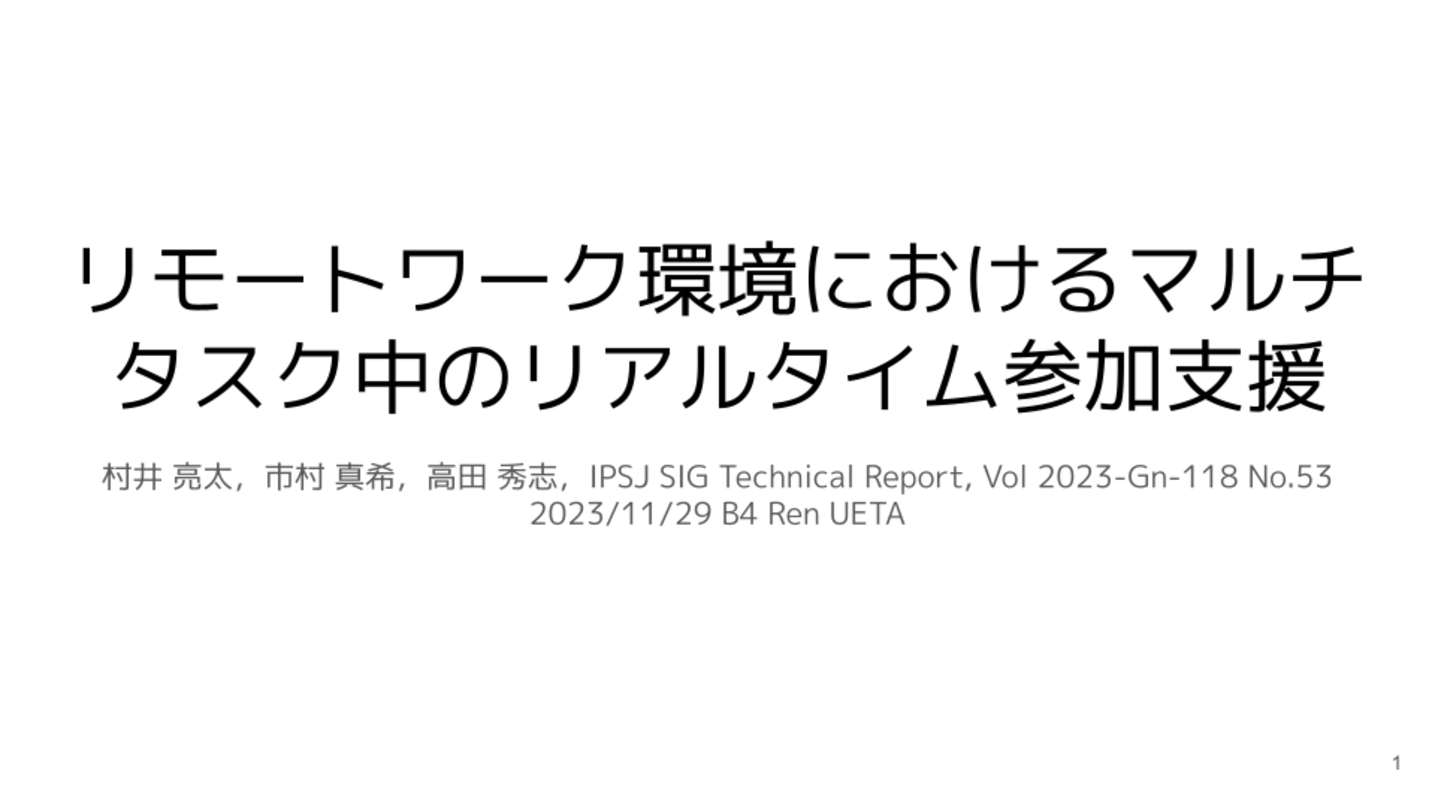 リモートワーク環境におけるマルチ
タスク中のリアルタイム参加支援
村井 亮太，市村 真希，高田 秀志，IPSJ SIG Technical Report, Vol 2023-Gn-118 No.53
2023/11/29 B4 Ren UETA
1